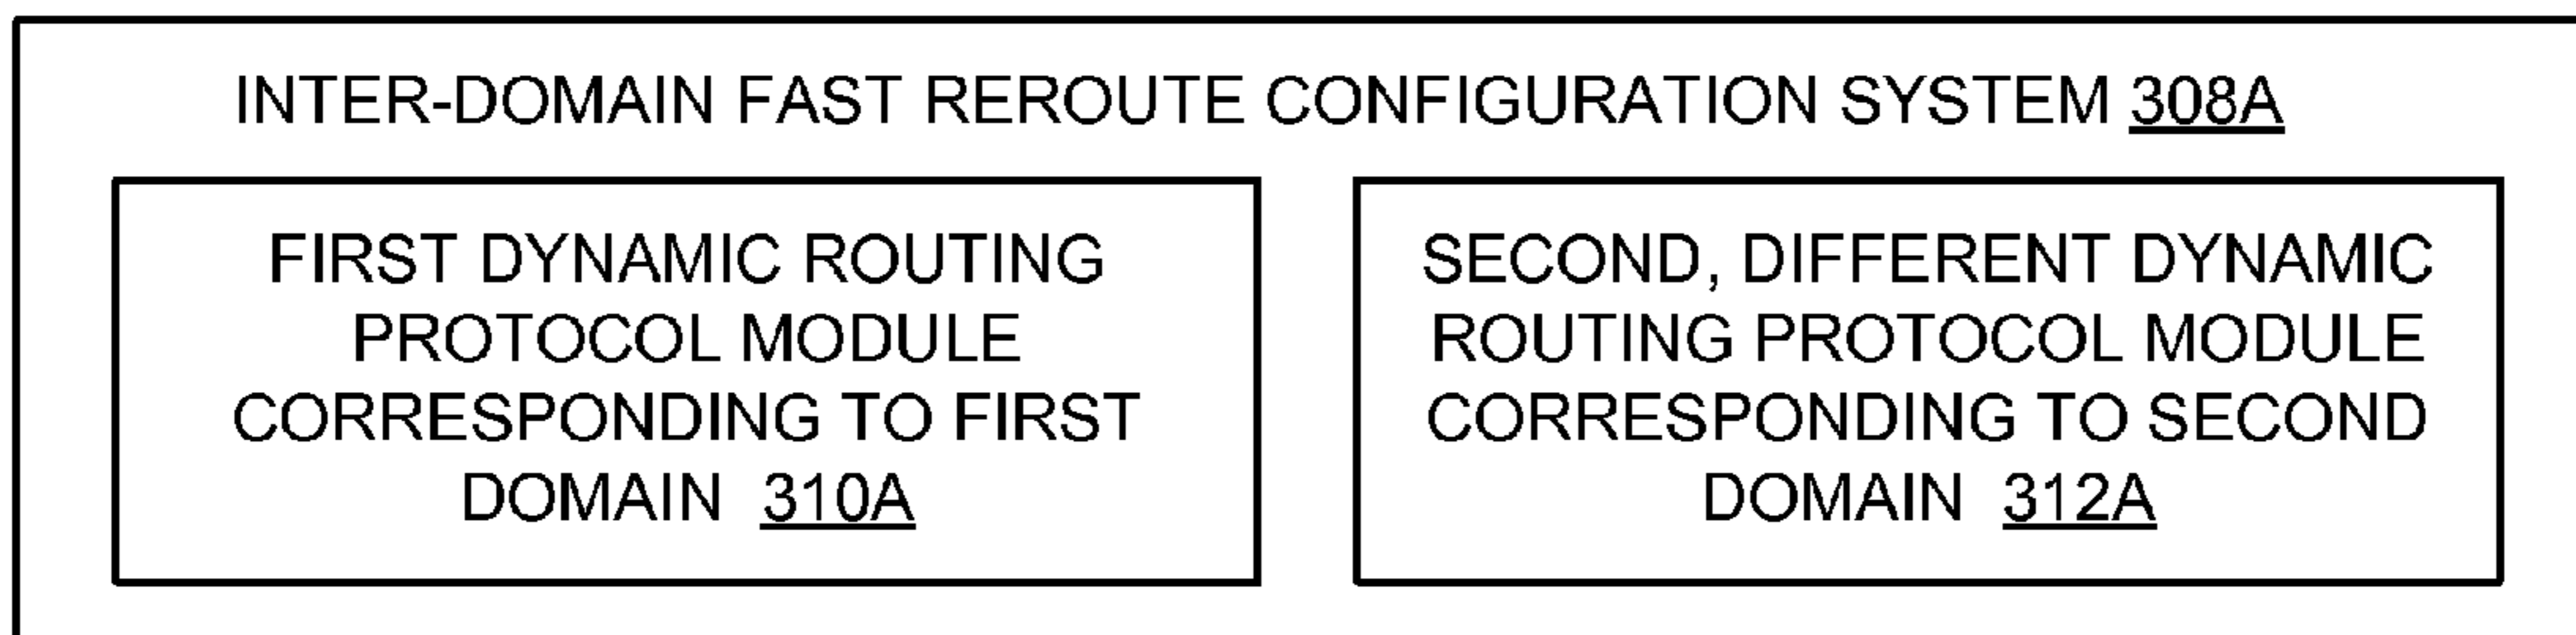 INTER-DOMAIN FAST REROUTE CONFIGURATION SYSTEM 308A
FIRST DYNAMIC ROUTING
PROTOCOL MODULE
CORRESPONDING TO FIRST
DOMAIN 310A
SECOND, DIFFERENT DYNAMIC
ROUTING PROTOCOL MODULE
CORRESPONDING TO SECOND
DOMAIN 312A